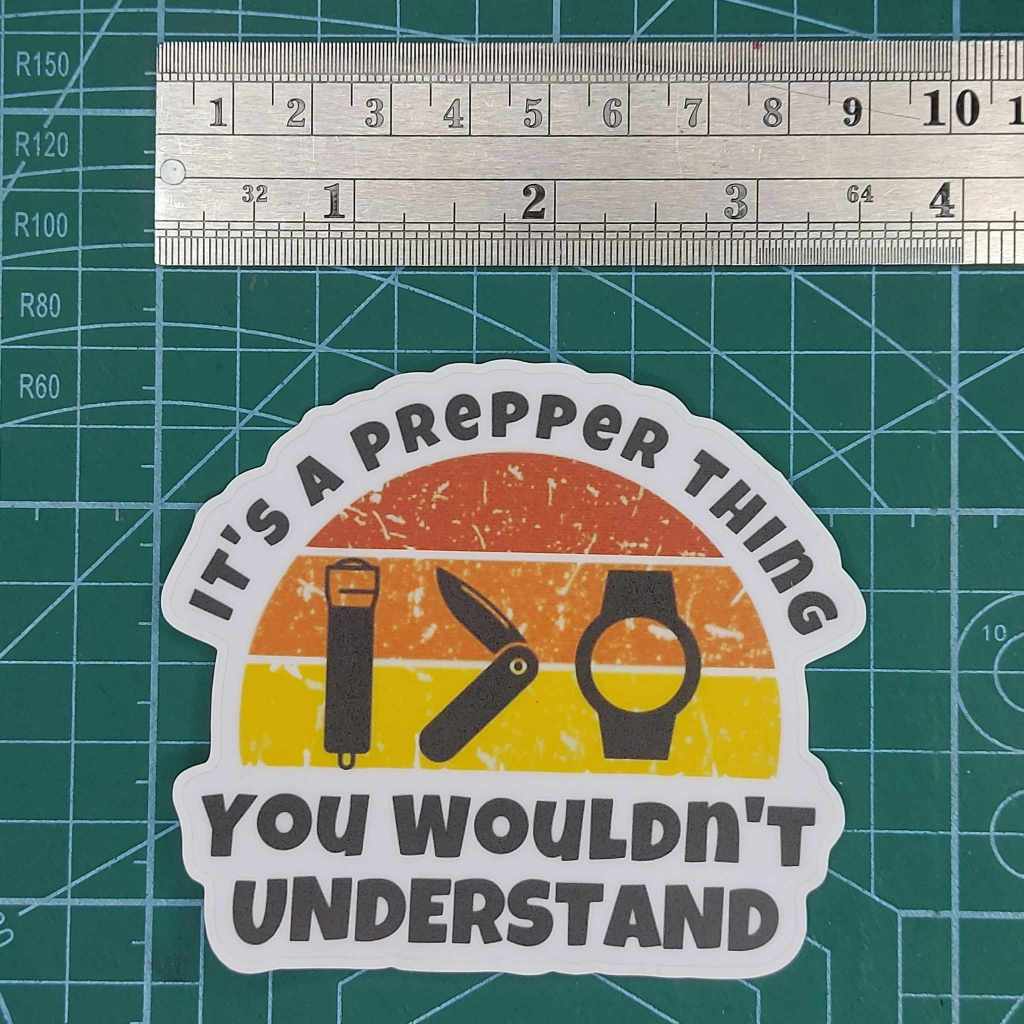 R150
R120
R100
R80
R60
1 2 3 4 5 6 7 8 9 10 1
32 1 2 3 64 4
IT'S A PREPPER THING
YOU WOULDN'T
UNDERSTAND
10